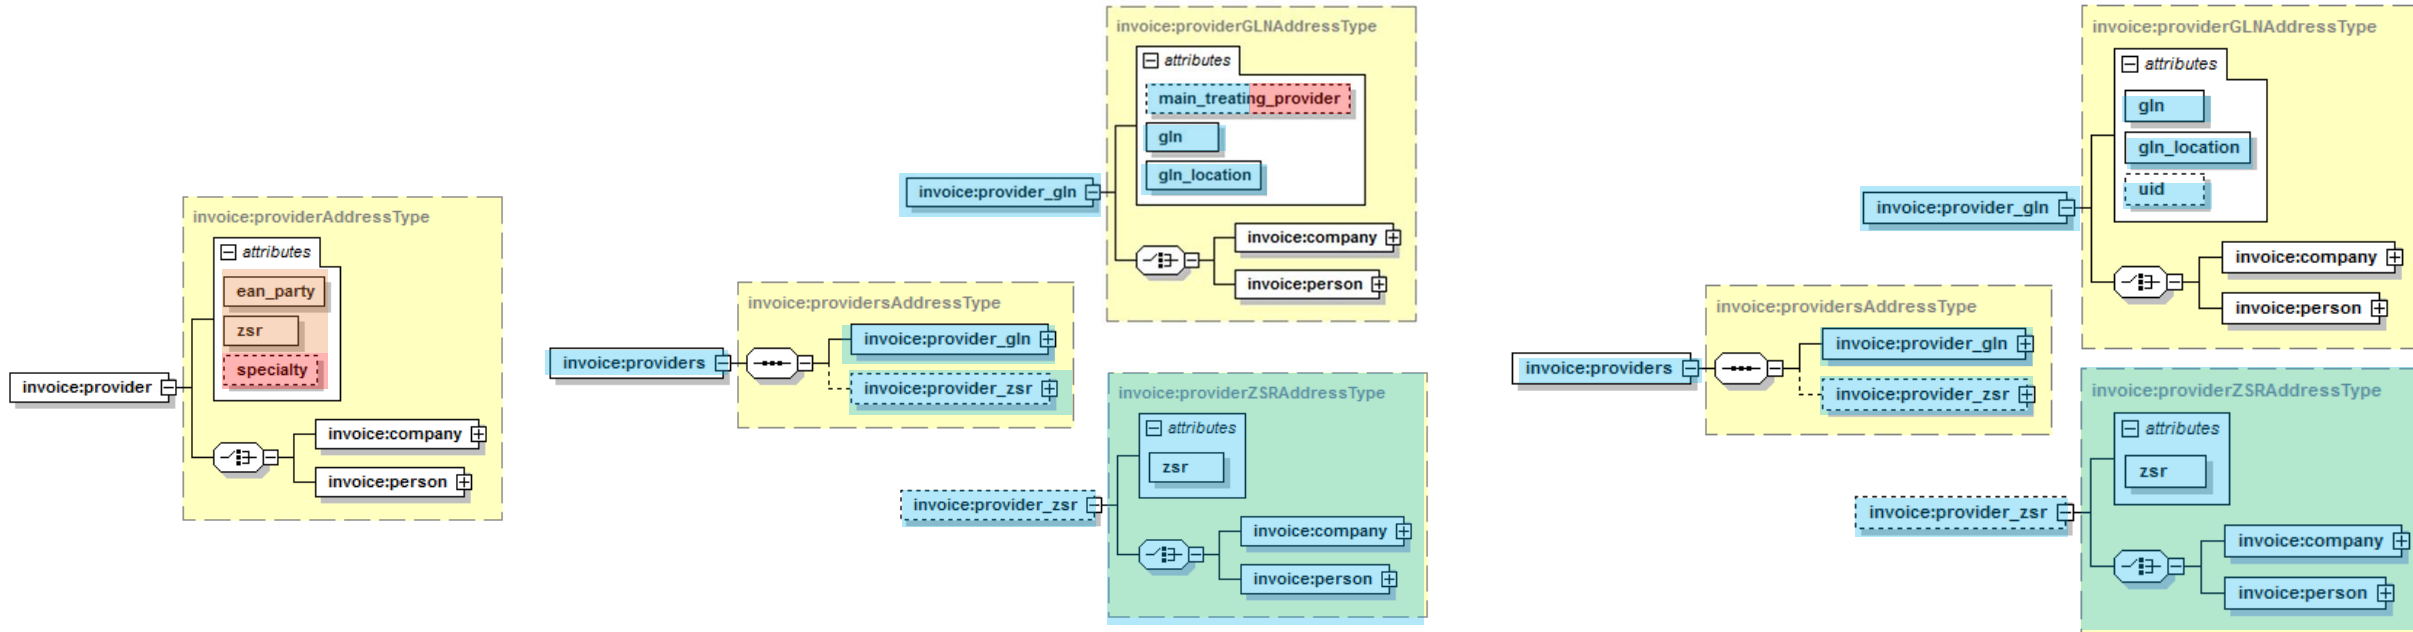 invoice:provider
invoice:providerAddressType
attributes
ean_party
zsr
specialty
invoice:company
invoice:person
invoice:providers
invoice:providersAddressType
invoice:provider_gln
invoice:provider_zsr
invoice:provider_gln
invoice:providerGLNAddressType
attributes
main_treating_provider
gln
gln_location
invoice:company
invoice:person
invoice:provider_zsr
invoice:providerZSRAddressType
attributes
zsr
invoice:company
invoice:person
invoice:providers
invoice:providersAddressType
invoice:provider_gln
invoice:provider_zsr
invoice:provider_gln
invoice:providerGLNAddressType
attributes
gln
gln_location
uid
invoice:company
invoice:person
invoice:provider_zsr
invoice:providerZSRAddressType
attributes
zsr
invoice:company
invoice:person